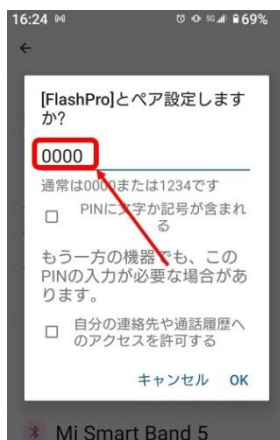 16:24 5G 69%
[FlashPro]とペア設定します
か?
0000
通常は0000または1234です
PINに文字か記号が含まれ
る
もう一方の機器でも、この
PINの入力が必要な場合があ
ります。
自分の連絡先や通話履歴へ
のアクセスを許可する
キャンセル OK
Mi Smart Band 5